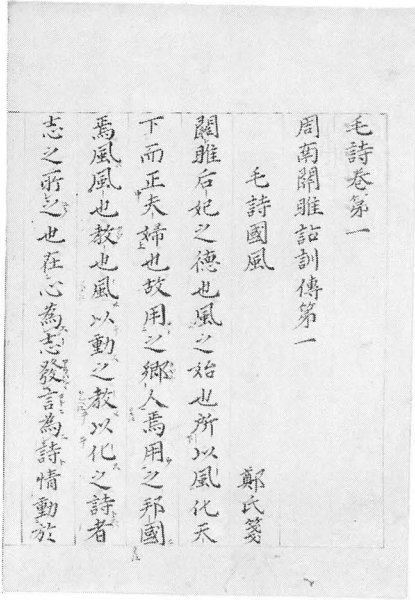 毛詩卷第一
周南關雎詁訓傳第一
毛詩國風 鄭氏箋
關雎后妃之德也風之始也所以風化天
下而正夫婦也故用之鄉人焉用之邦國
焉風風也教也風以動之教以化之詩者
志之所之也在心為志發言為詩情動於